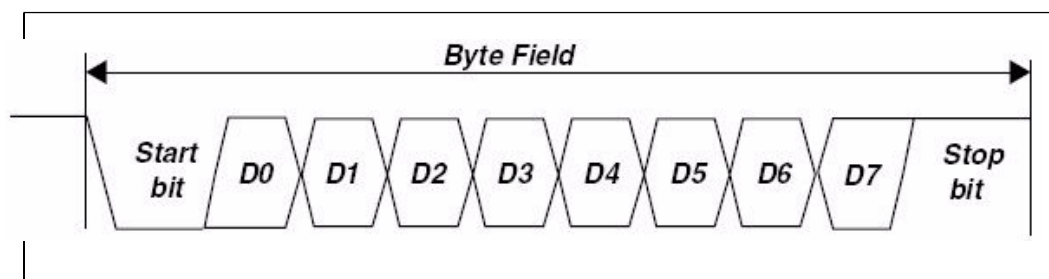 Byte Field
Start bit
D0
D1
D2
D3
D4
D5
D6
D7
Stop bit